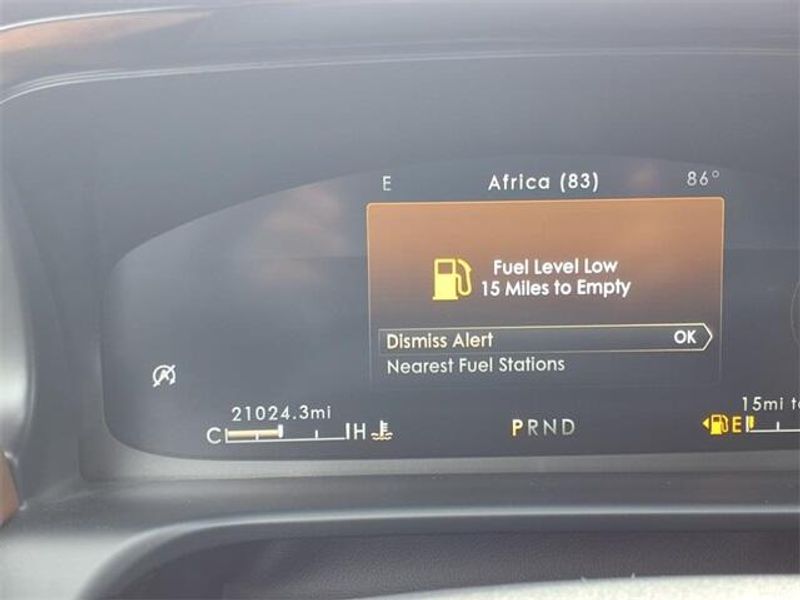 E Africa (83) 86°
Fuel Level Low
15 Miles to Empty
Dismiss Alert OK
Nearest Fuel Stations
21024.3mi
15mi to
C H PRND E